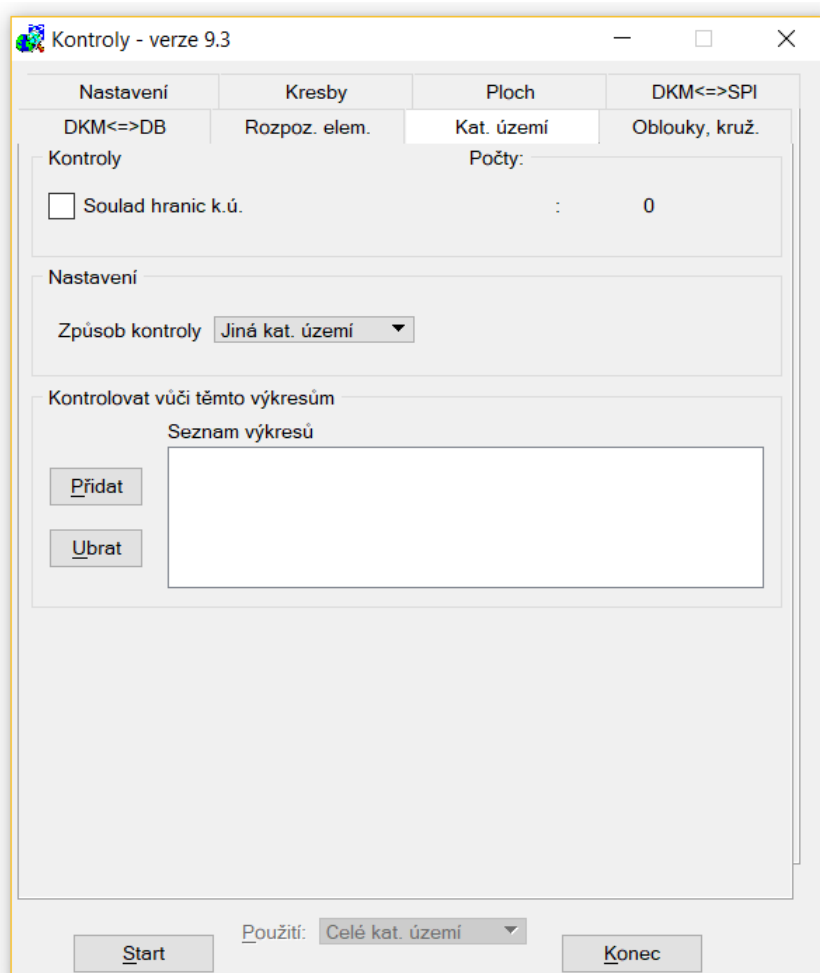 Kontroly - verze 9.3
Nastavení Kresby Ploch DKM<=>SPI
DKM<=>DB Rozpoz. elem. Kat. území Oblouky, kruž.
Kontroly Počty:
Soulad hranic k.ú. : 0
Nastavení
Způsob kontroly Jiná kat. území
Kontrolovat vůči těmto výkresům
Seznam výkresů
Přidat
Ubrat
Použití: Celé kat. území
Start Konec